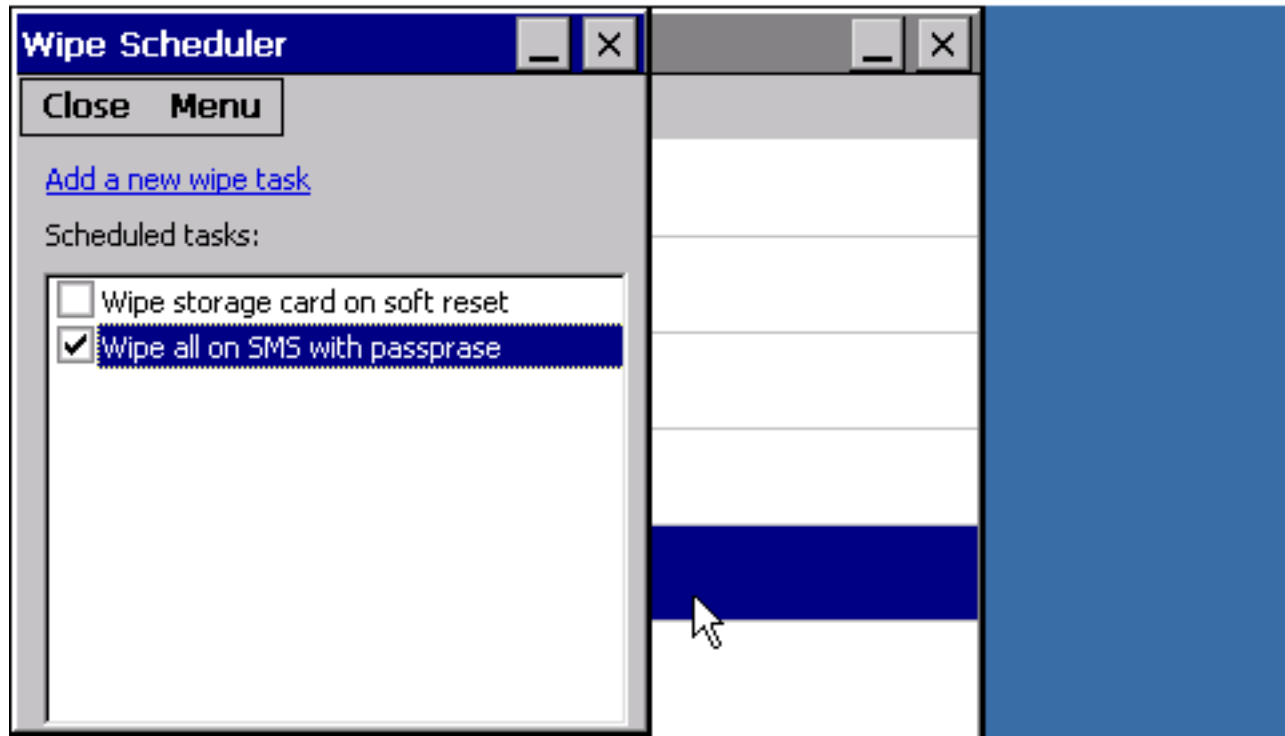 Wipe Scheduler
Close Menu
Add a new wipe task
Scheduled tasks:
Wipe storage card on soft reset
Wipe all on SMS with passprase